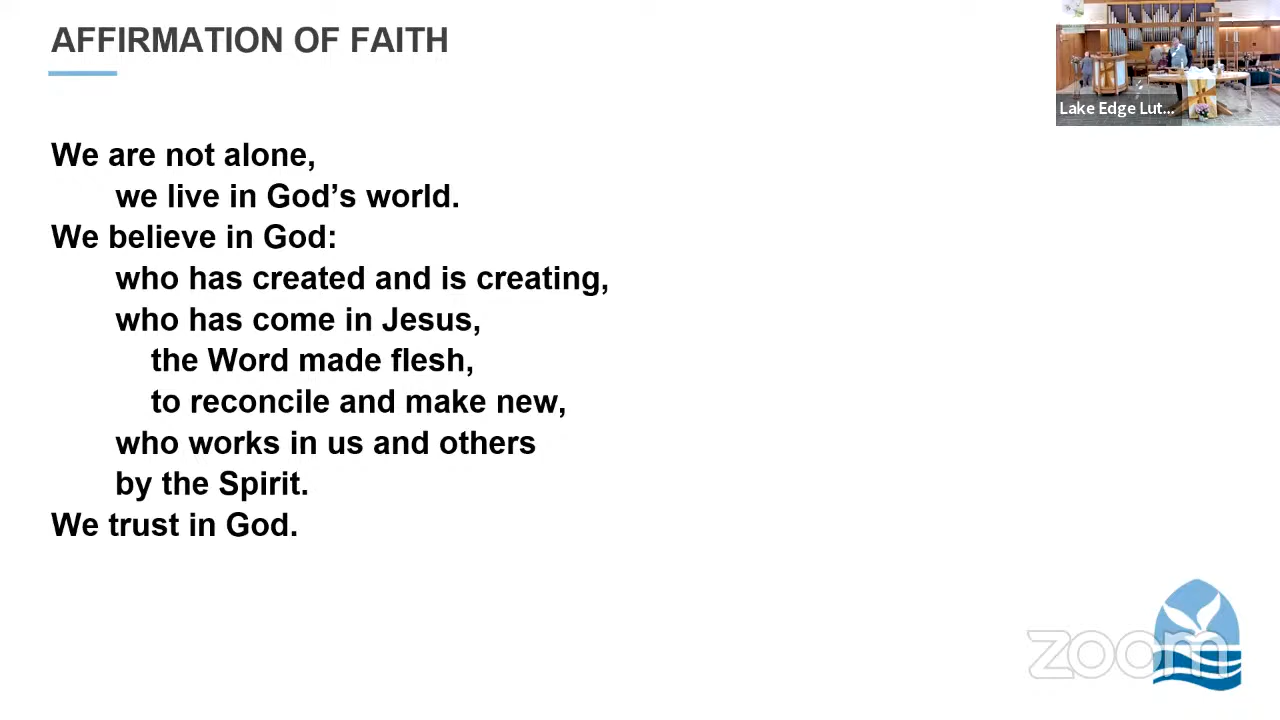 AFFIRMATION OF FAITH
Lake Edge Lut...
We are not alone,
we live in God’s world.
We believe in God:
who has created and is creating,
who has come in Jesus,
the Word made flesh,
to reconcile and make new,
who works in us and others
by the Spirit.
We trust in God.
zoom